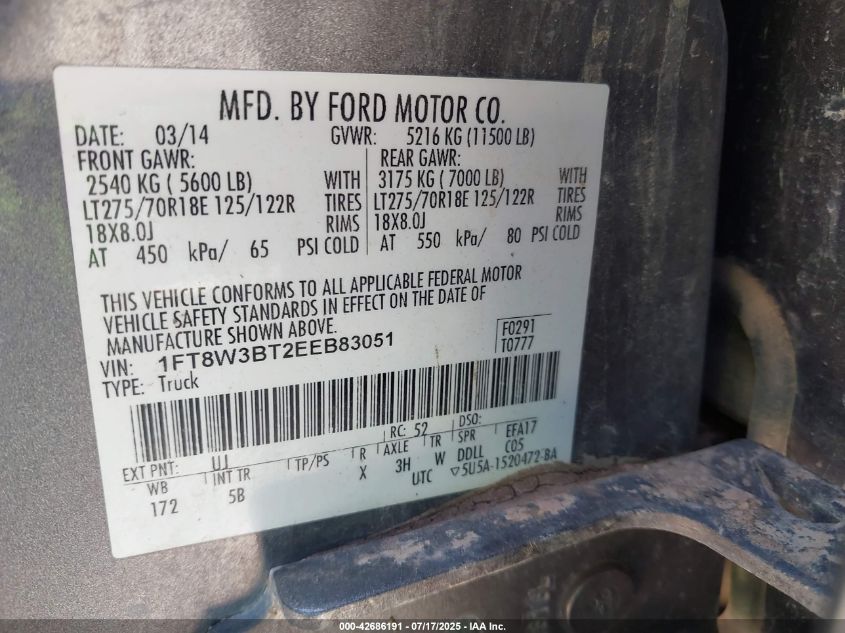 MFD. BY FORD MOTOR CO.
DATE: 03/14 GVWR: 5216 KG (11500 LB)
FRONT GAWR: REAR GAWR:
2540 KG ( 5600 LB) WITH 3175 KG ( 7000 LB) WITH
LT275/70R18E 125/122R TIRES LT275/70R18E 125/122R TIRES
18X8.0J RIMS 18X8.0J RIMS
AT 450 kPa/ 65 PSI COLD AT 550 kPa/ 80 PSI COLD
THIS VEHICLE CONFORMS TO ALL APPLICABLE FEDERAL MOTOR
VEHICLE SAFETY STANDARDS IN EFFECT ON THE DATE OF
MANUFACTURE SHOWN ABOVE.
VIN: 1FT8W3BT2EEB83051
F0291
T0777
TYPE: Truck
EXT PNT: UJ RC: 52 DSO:
WB INT TR TP/PS R AXLE TR SPR EFA17
172 5B X 3H W DDLL C05
UTC ▽5U5A-1520472-BA
000-42686191 - 07/17/2025 - IAA Inc.